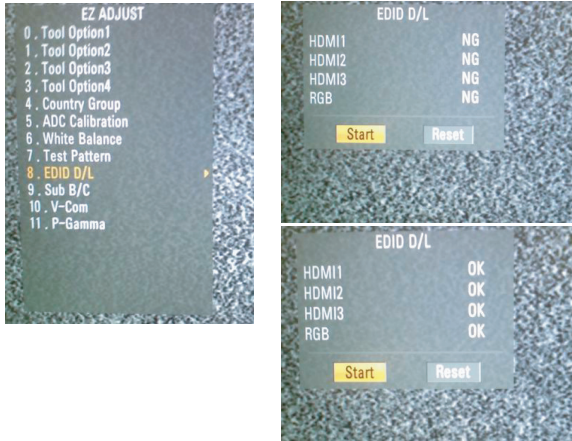 EZ ADJUST
0 . Tool Option1
1 . Tool Option2
2 . Tool Option3
3 . Tool Option4
4 . Country Group
5 . ADC Calibration
6 . White Balance
7 . Test Pattern
8 . EDID D/L
9 . Sub B/C
10 . V-Com
11 . P-Gamma
EDID D/L
HDMI1 NG
HDMI2 NG
HDMI3 NG
RGB NG
Start Reset
EDID D/L
HDMI1 OK
HDMI2 OK
HDMI3 OK
RGB OK
Start Reset